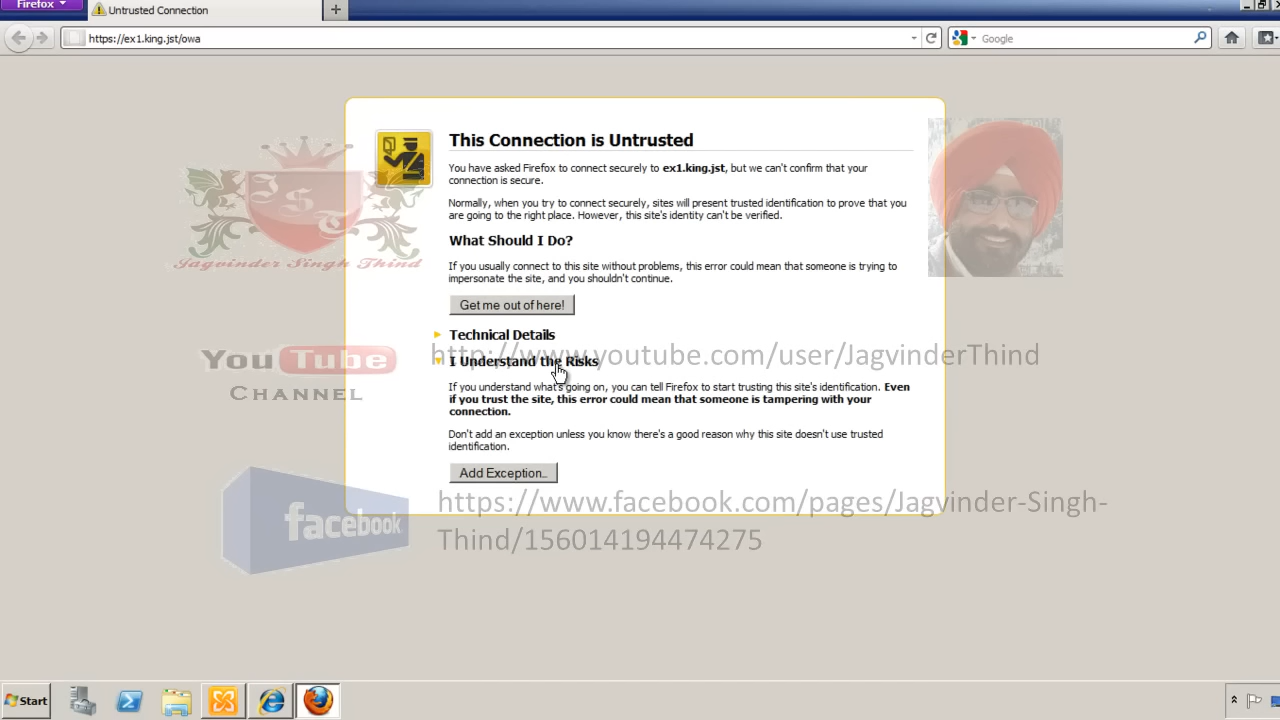 Firefox
Untrusted Connection
https://ex1.king.jst/owa
Google
This Connection is Untrusted
You have asked Firefox to connect securely to ex1.king.jst, but we can't confirm that your
connection is secure.
Normally, when you try to connect securely, sites will present trusted identification to prove that you
are going to the right place. However, this site's identity can't be verified.
What Should I Do?
If you usually connect to this site without problems, this error could mean that someone is trying to
impersonate the site, and you shouldn't continue.
Get me out of here!
Technical Details
I Understand the Risks
If you understand what's going on, you can tell Firefox to start trusting this site's identification. Even
if you trust the site, this error could mean that someone is tampering with your
connection.
Don't add an exception unless you know there's a good reason why this site doesn't use trusted
identification.
Add Exception...
JST
Jagvinder Singh Thind
YouTube
CHANNEL
http://www.youtube.com/user/JagvinderThind
facebook
https://www.facebook.com/pages/Jagvinder-Singh-
Thind/156014194474275
Start